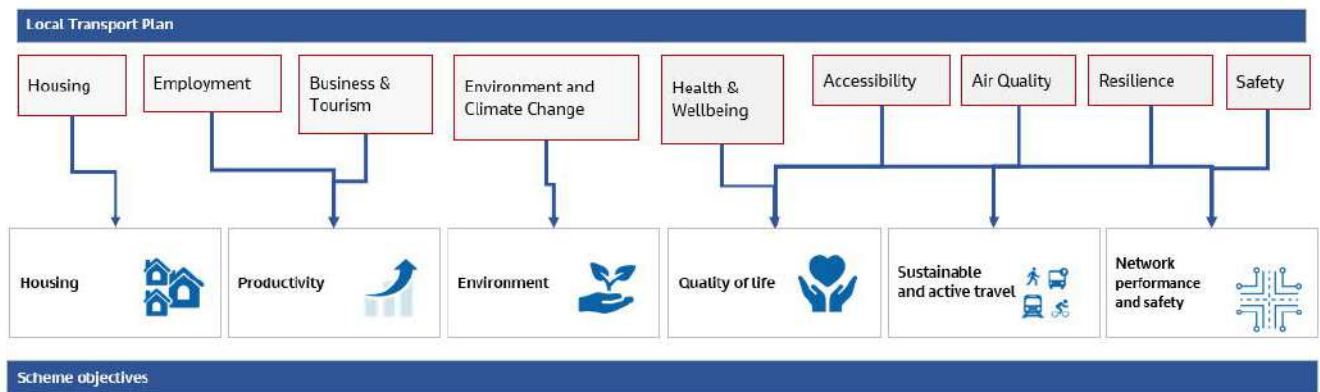 Local Transport Plan
Housing
Employment
Business &
Tourism
Environment and
Climate Change
Health &
Wellbeing
Accessibility
Air Quality
Resilience
Safety
Housing
Productivity
Environment
Quality of life
Sustainable
and active travel
Network
performance
and safety
Scheme objectives